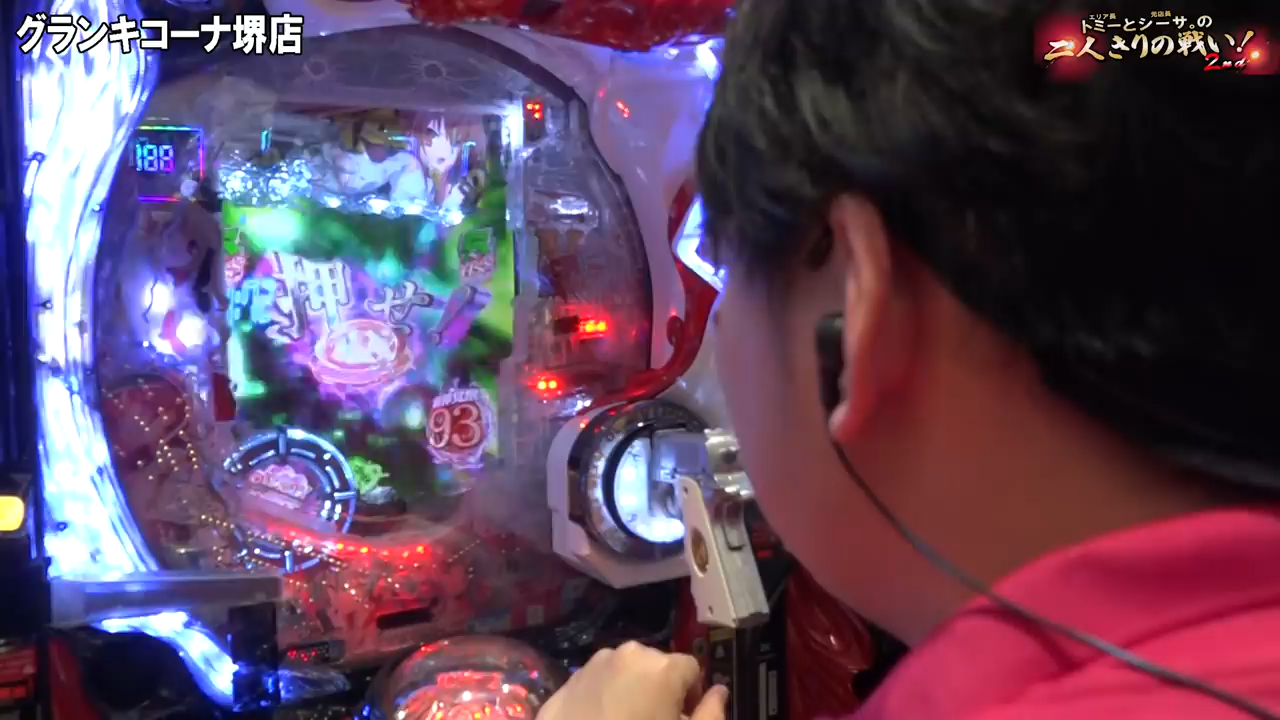 グランキコーナ堺店
エリア長 元店長
トミーとシーサ。の
二人きりの戦い!
2nd
188
押せ!
93